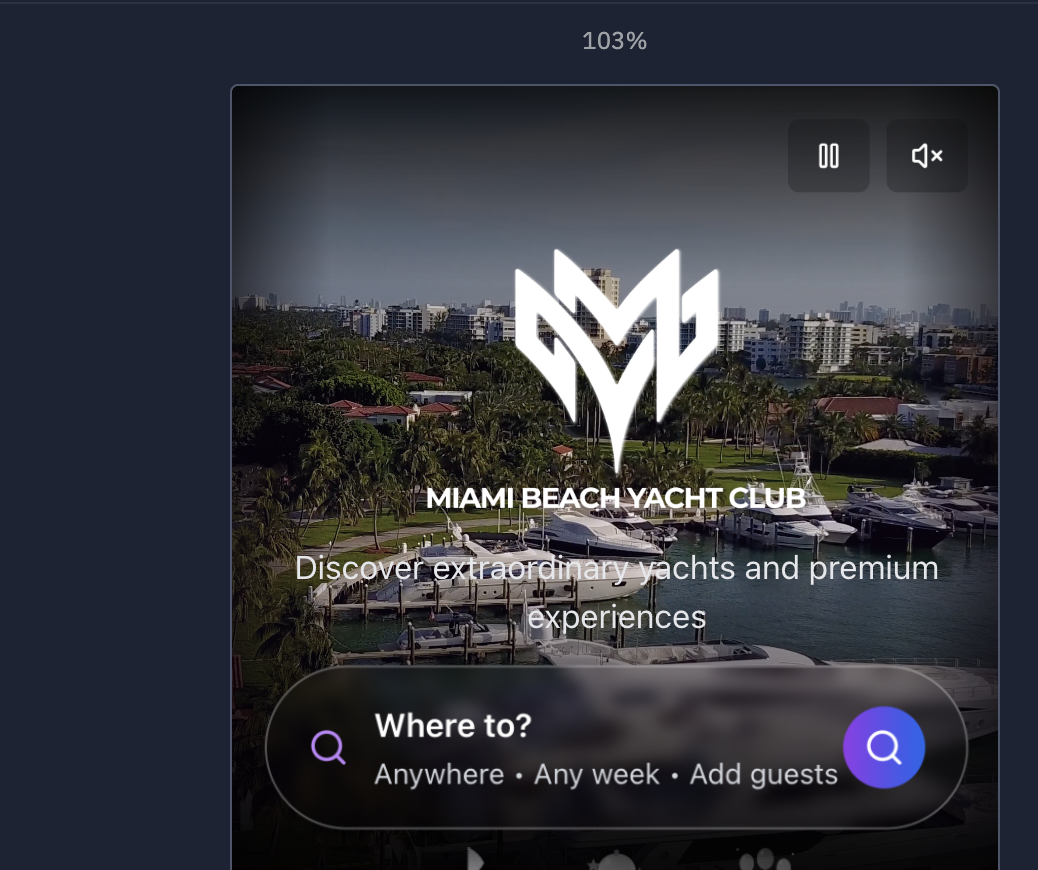 103%
MIAMI BEACH YACHT CLUB
Discover extraordinary yachts and premium
experiences
Where to?
Anywhere • Any week • Add guests